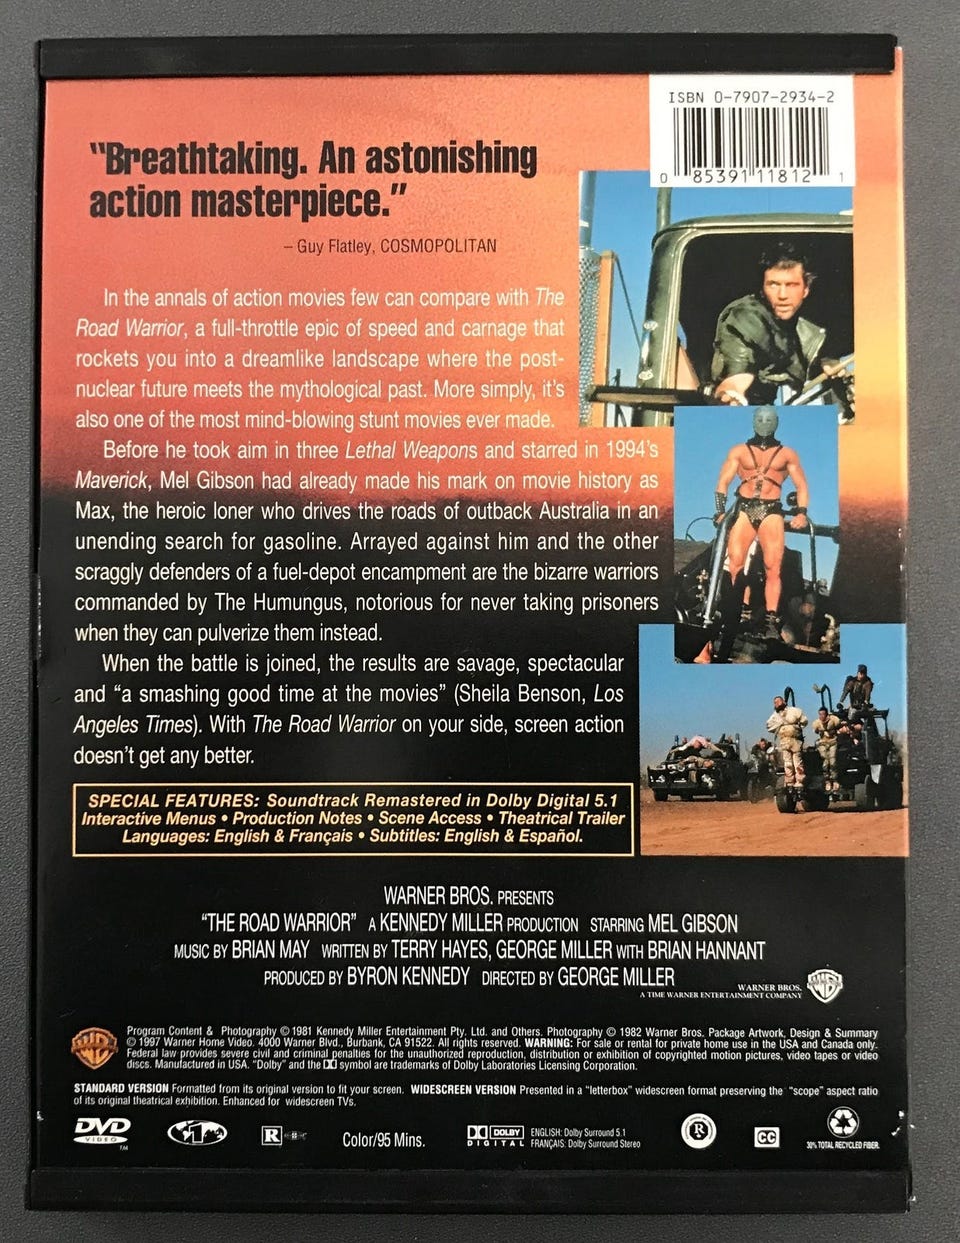 ISBN 0-7907-2934-2
0 85391 11812 1
"Breathtaking. An astonishing
action masterpiece."
– Guy Flatley, COSMOPOLITAN
In the annals of action movies few can compare with The
Road Warrior, a full-throttle epic of speed and carnage that
rockets you into a dreamlike landscape where the post-
nuclear future meets the mythological past. More simply, it's
also one of the most mind-blowing stunt movies ever made.
Before he took aim in three Lethal Weapons and starred in 1994's
Maverick, Mel Gibson had already made his mark on movie history as
Max, the heroic loner who drives the roads of outback Australia in an
unending search for gasoline. Arrayed against him and the other
scraggly defenders of a fuel-depot encampment are the bizarre warriors
commanded by The Humungus, notorious for never taking prisoners
when they can pulverize them instead.
When the battle is joined, the results are savage, spectacular
and "a smashing good time at the movies" (Sheila Benson, Los
Angeles Times). With The Road Warrior on your side, screen action
doesn't get any better.
SPECIAL FEATURES: Soundtrack Remastered in Dolby Digital 5.1
Interactive Menus • Production Notes • Scene Access • Theatrical Trailer
Languages: English & Français • Subtitles: English & Español.
WARNER BROS. PRESENTS
"THE ROAD WARRIOR" A KENNEDY MILLER PRODUCTION STARRING MEL GIBSON
MUSIC BY BRIAN MAY WRITTEN BY TERRY HAYES, GEORGE MILLER WITH BRIAN HANNANT
PRODUCED BY BYRON KENNEDY DIRECTED BY GEORGE MILLER
WARNER BROS.
A TIME WARNER ENTERTAINMENT COMPANY
Program Content & Photography © 1981 Kennedy Miller Entertainment Pty. Ltd. and Others. Photography © 1982 Warner Bros. Package Artwork, Design & Summary
© 1997 Warner Home Video. 4000 Warner Blvd., Burbank, CA 91522. All rights reserved. WARNING: For sale or rental for private home use in the USA and Canada only.
Federal law provides severe civil and criminal penalties for the unauthorized reproduction, distribution or exhibition of copyrighted motion pictures, video tapes or video
discs. Manufactured in USA. "Dolby" and the DD symbol are trademarks of Dolby Laboratories Licensing Corporation.
STANDARD VERSION Formatted from its original version to fit your screen. WIDESCREEN VERSION Presented in a "letterbox" widescreen format preserving the "scope" aspect ratio
of its original theatrical exhibition. Enhanced for widescreen TVs.
DVD
VIDEO
1
R
Color/95 Mins.
DOLBY
DIGITAL
ENGLISH: Dolby Surround 5.1
FRANÇAIS: Dolby Surround Stereo
R
CC
30% TOTAL RECYCLED FIBER.